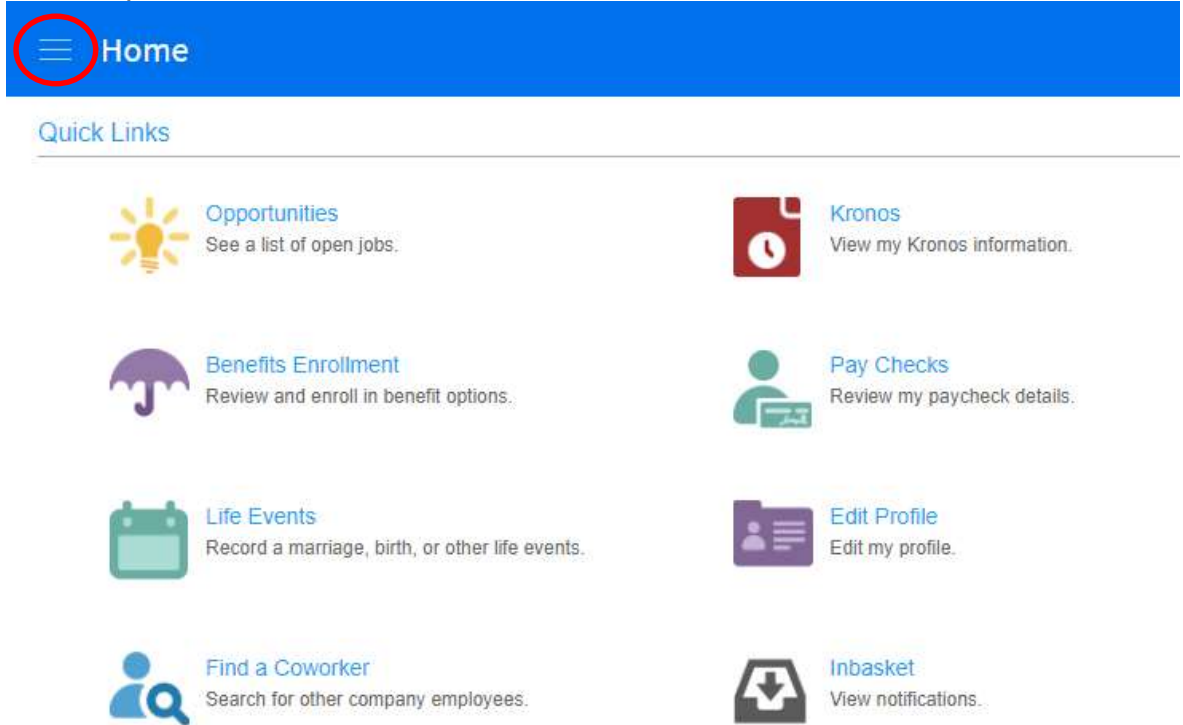 Home
Quick Links
Opportunities
See a list of open jobs.
Kronos
View my Kronos information.
Benefits Enrollment
Review and enroll in benefit options.
Pay Checks
Review my paycheck details.
Life Events
Record a marriage, birth, or other life events.
Edit Profile
Edit my profile.
Find a Coworker
Search for other company employees.
Inbasket
View notifications.